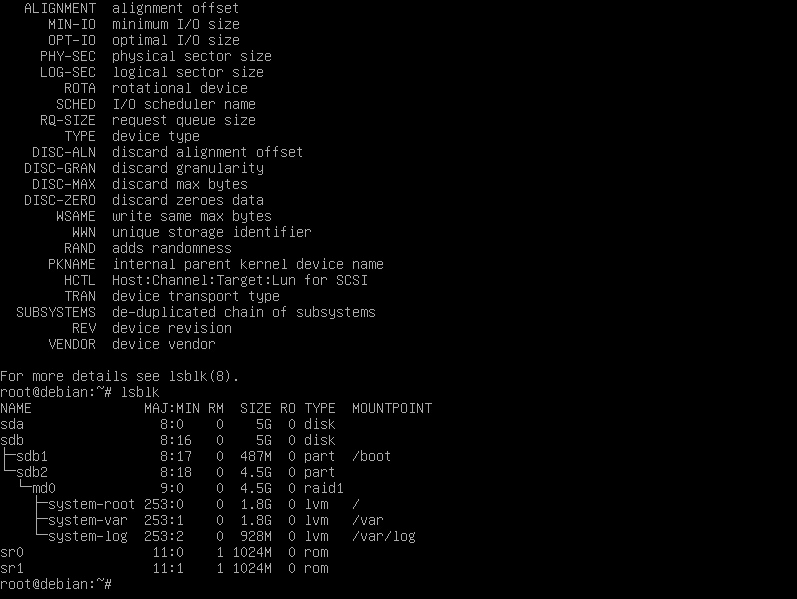 ALIGNMENT  alignment offset
MIN-IO  minimum I/O size
OPT-IO  optimal I/O size
PHY-SEC  physical sector size
LOG-SEC  logical sector size
ROTA  rotational device
SCHED  I/O scheduler name
RQ-SIZE  request queue size
TYPE  device type
DISC-ALN  discard alignment offset
DISC-GRAN  discard granularity
DISC-MAX  discard max bytes
DISC-ZERO  discard zeroes data
WSAME  write same max bytes
WWN  unique storage identifier
RAND  adds randomness
PKNAME  internal parent kernel device name
HCTL  Host:Channel:Target:Lun for SCSI
TRAN  device transport type
SUBSYSTEMS  de-duplicated chain of subsystems
REV  device revision
VENDOR  device vendor

For more details see lsblk(8).
root@debian:~# lsblk
NAME              MAJ:MIN RM  SIZE RO TYPE  MOUNTPOINT
sda                 8:0    0    5G  0 disk
sdb                 8:16   0    5G  0 disk
├─sdb1              8:17   0  487M  0 part  /boot
└─sdb2              8:18   0  4.5G  0 part
  └─md0             9:0    0  4.5G  0 raid1
    ├─system-root 253:0    0  1.8G  0 lvm   /
    ├─system-var  253:1    0  1.8G  0 lvm   /var
    └─system-log  253:2    0  928M  0 lvm   /var/log
sr0                11:0    1 1024M  0 rom
sr1                11:1    1 1024M  0 rom
root@debian:~#